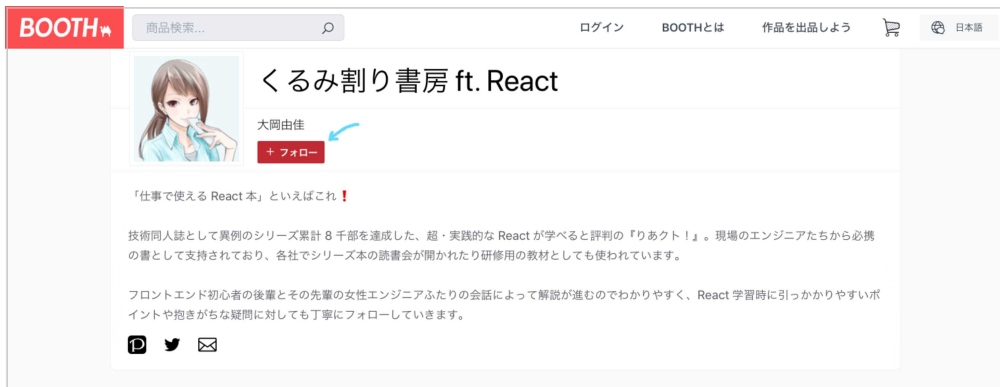 BOOTH
商品検索...
ログイン
BOOTHとは
作品を出品しよう
日本語
くるみ割り書房 ft. React
大岡由佳
+ フォロー
「仕事で使える React 本」といえばこれ❗
技術同人誌として異例のシリーズ累計 8 千部を達成した、超・実践的な React が学べると評判の『りあクト！』。現場のエンジニアたちから必携
の書として支持されており、各社でシリーズ本の読書会が開かれたり研修用の教材としても使われています。
フロントエンド初心者の後輩とその先輩の女性エンジニアふたりの会話によって解説が進むのでわかりやすく、React 学習時に引っかかりやすいポ
イントや抱きがちな疑問に対しても丁寧にフォローしていきます。